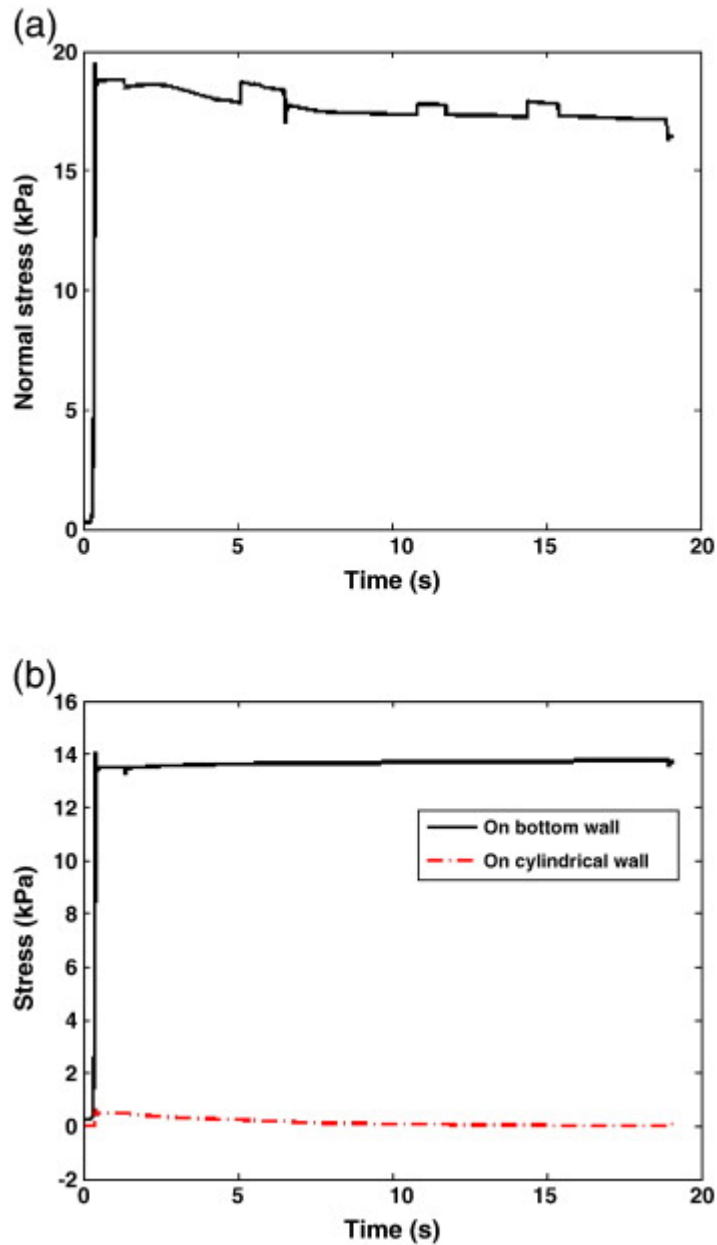 (a)
20
15
10
5
0
Normal stress (kPa)
0 5 10 15 20
Time (s)
(b)
16
14
12
10
8
6
4
2
0
-2
Stress (kPa)
On bottom wall
On cylindrical wall
0 5 10 15 20
Time (s)